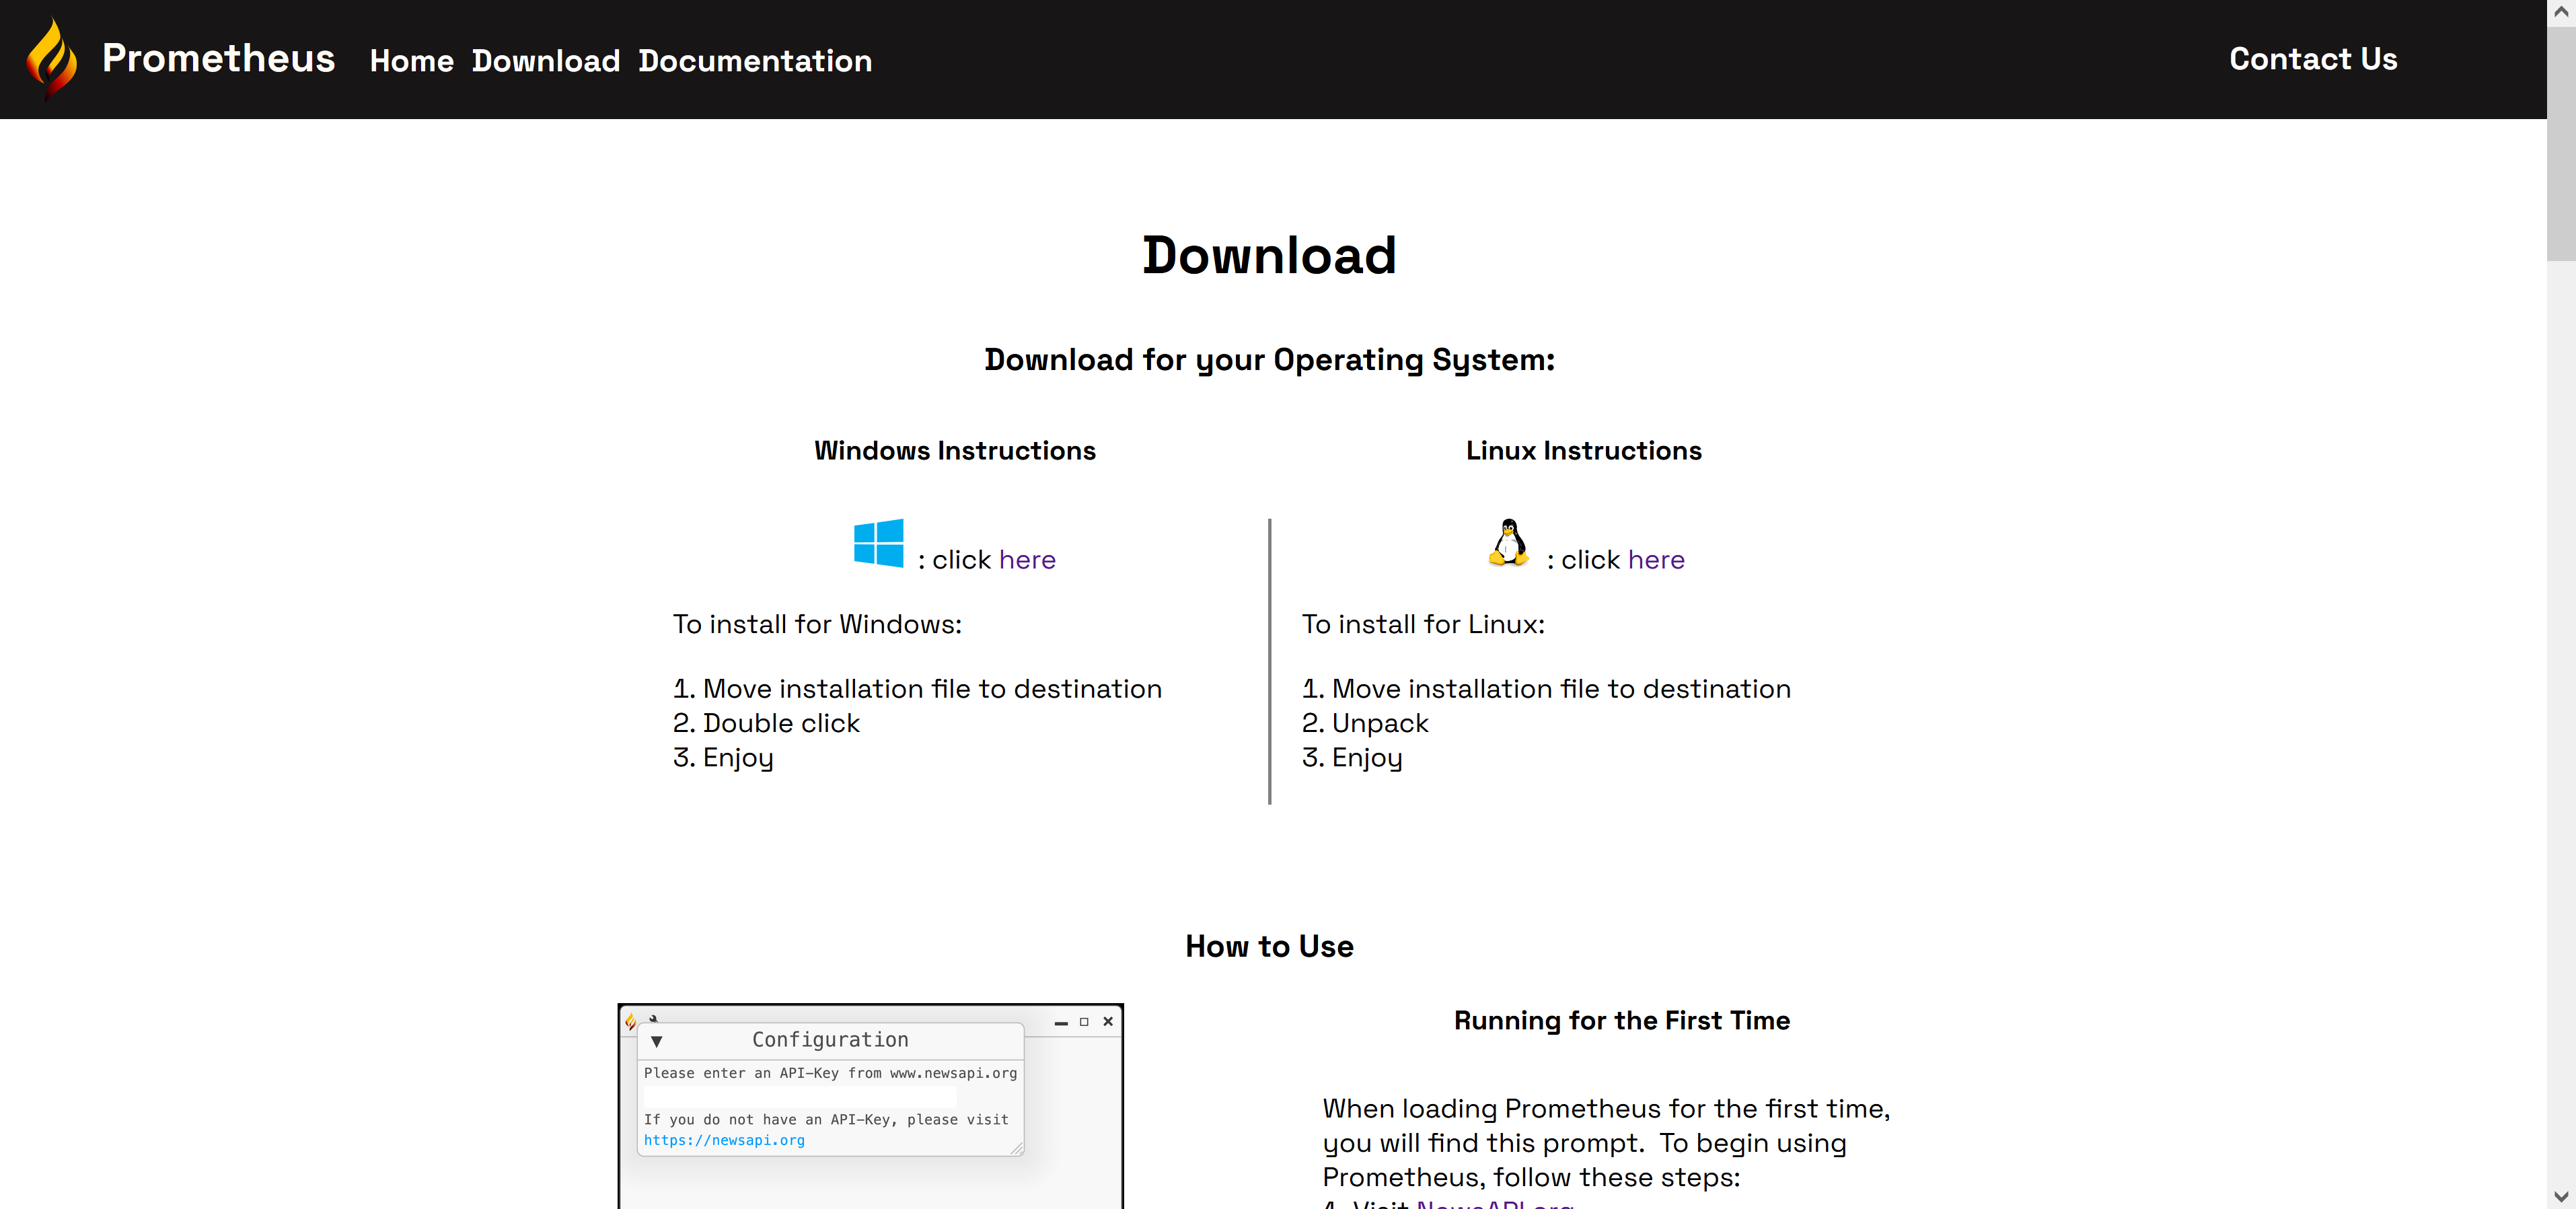 Prometheus Home Download Documentation Contact Us
Download
Download for your Operating System:
Windows Instructions
: click here
To install for Windows:
1. Move installation file to destination
2. Double click
3. Enjoy
Linux Instructions
: click here
To install for Linux:
1. Move installation file to destination
2. Unpack
3. Enjoy
How to Use
Configuration
Please enter an API-Key from www.newsapi.org
If you do not have an API-Key, please visit
https://newsapi.org
Running for the First Time
When loading Prometheus for the first time,
you will find this prompt. To begin using
Prometheus, follow these steps:
1. Visit NewsAPI.org